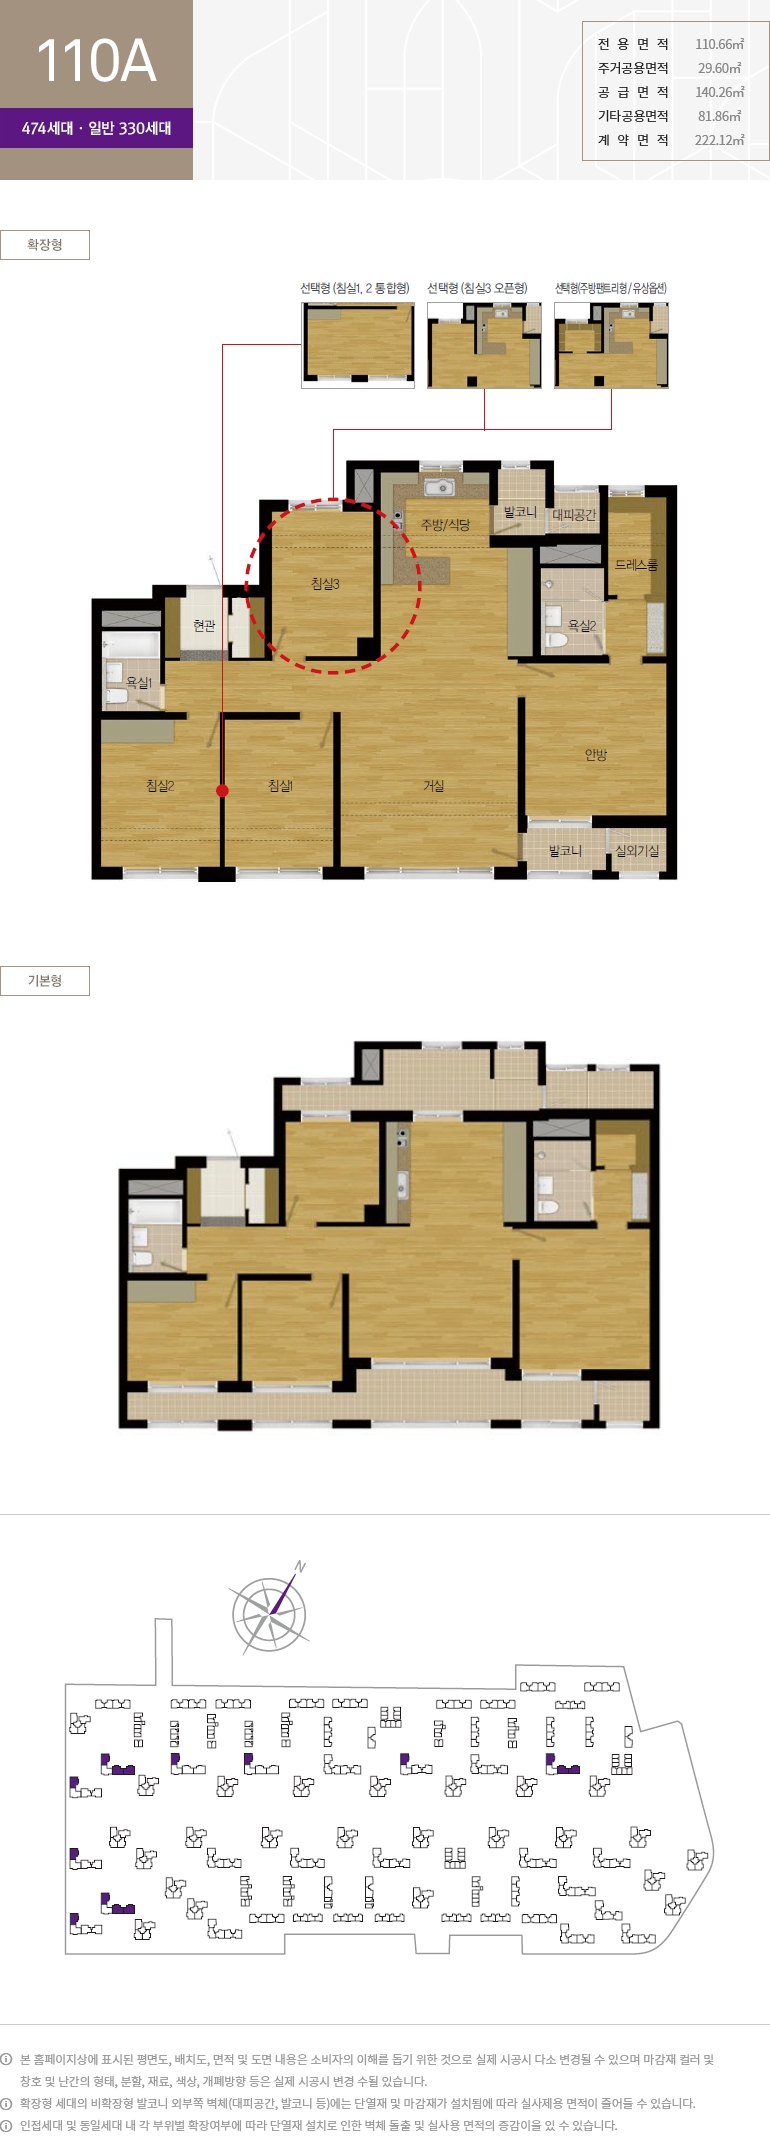 110A
474세대 · 일반 330세대
전 용 면 적 110.66㎡
주거공용면적 29.60㎡
공 급 면 적 140.26㎡
기타공용면적 81.86㎡
계 약 면 적 222.12㎡
확장형
선택형 (침실1, 2 통합형)
선택형 (침실3 오픈형)
선택형(주방팬트리형 / 유상옵션)
주방/식당
발코니
대피공간
드레스룸
침실3
현관
욕실2
욕실1
침실2
침실1
거실
안방
발코니
실외기실
기본형
N
본 홈페이지상에 표시된 평면도, 배치도, 면적 및 도면 내용은 소비자의 이해를 돕기 위한 것으로 실제 시공시 다소 변경될 수 있으며 마감재 컬러 및
창호 및 난간의 형태, 분할, 재료, 색상, 개폐방향 등은 실제 시공시 변경 수될 있습니다.
확장형 세대의 비확장형 발코니 외부쪽 벽체(대피공간, 발코니 등)에는 단열재 및 마감재가 설치됨에 따라 실사제용 면적이 줄어들 수 있습니다.
인접세대 및 동일세대 내 각 부위별 확장여부에 따라 단열재 설치로 인한 벽체 돌출 및 실사용 면적의 증감이을 있 수 있습니다.